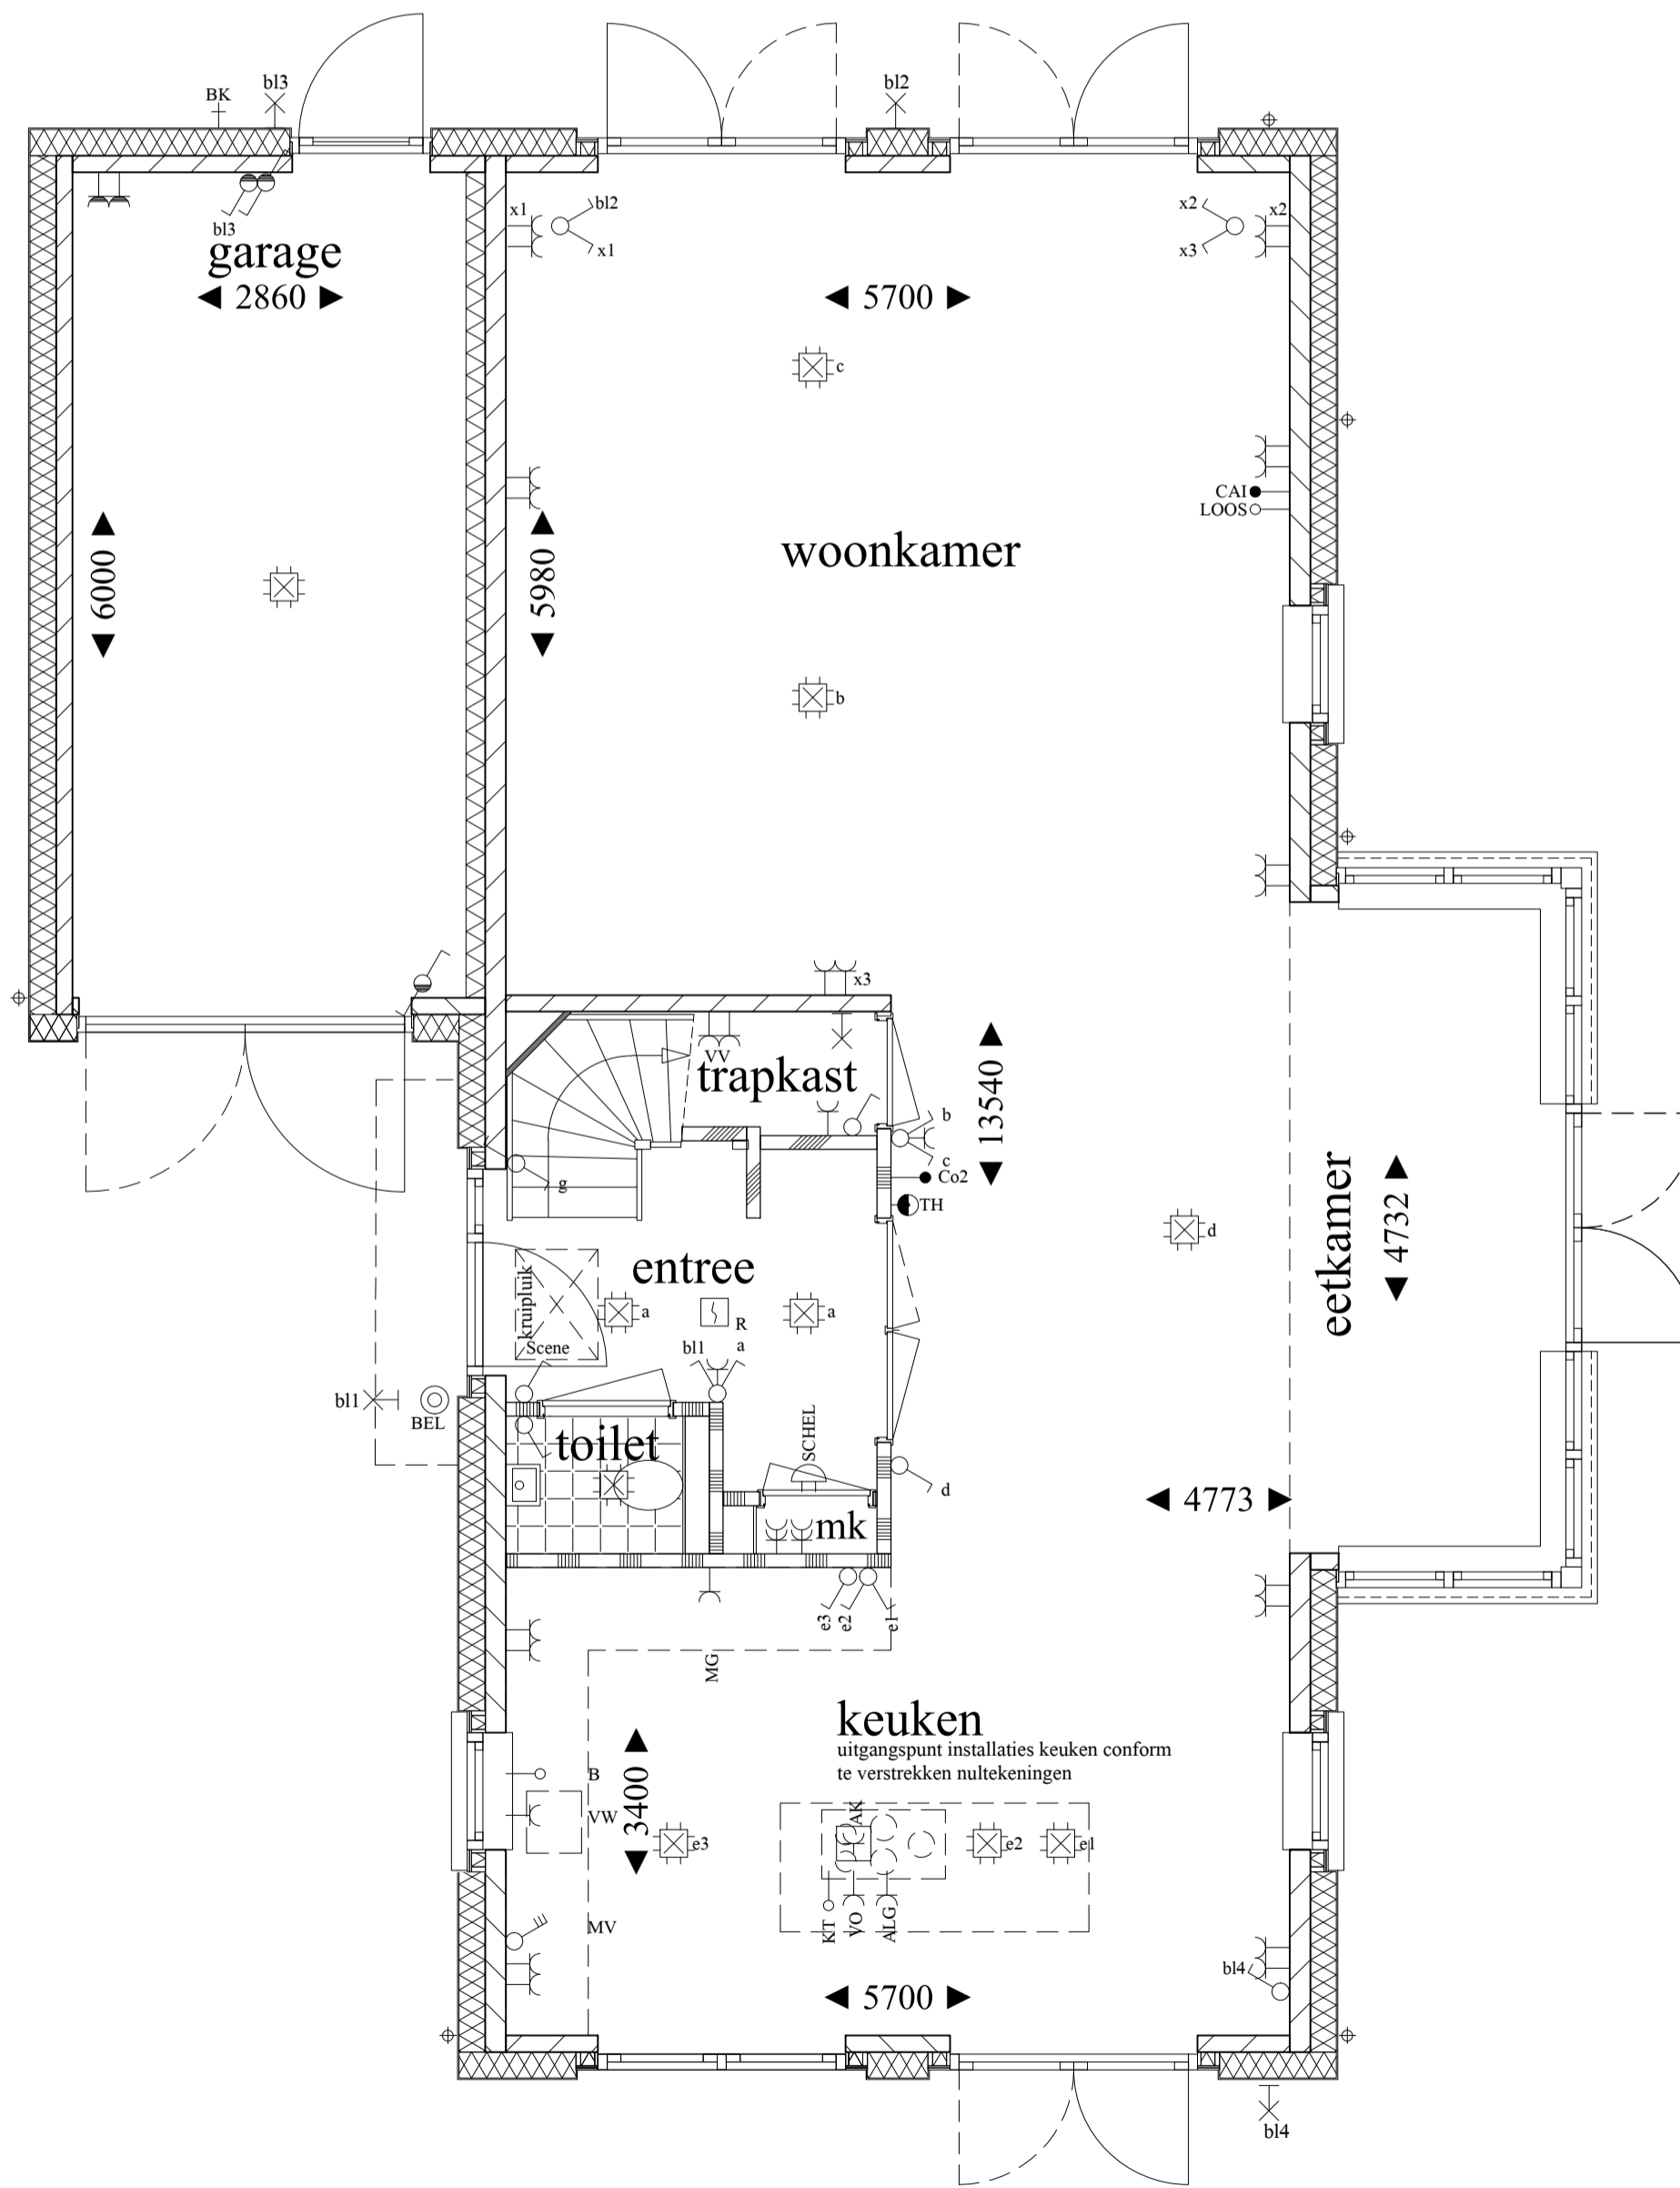 BK
bl3
bl2
bl3
garage
2860
x1
bl2
x1
5700
x2
x3
x2
c
CAI
LOOS
woonkamer
6000
5980
b
x3
VV
trapkast
13540
b
c
Co2
TH
g
entree
kruipluik
a
R
a
Scene
bl1
a
d
eetkamer
4732
bl1
BEL
toilet
SCHEL
d
mk
4773
e3
e2
e1
MG
keuken
uitgangspunt installaties keuken conform
te verstrekken nultekeningen
B
VW
3400
e3
AK
e2
e1
KT
VO
ALG
MV
bl4
5700
bl4